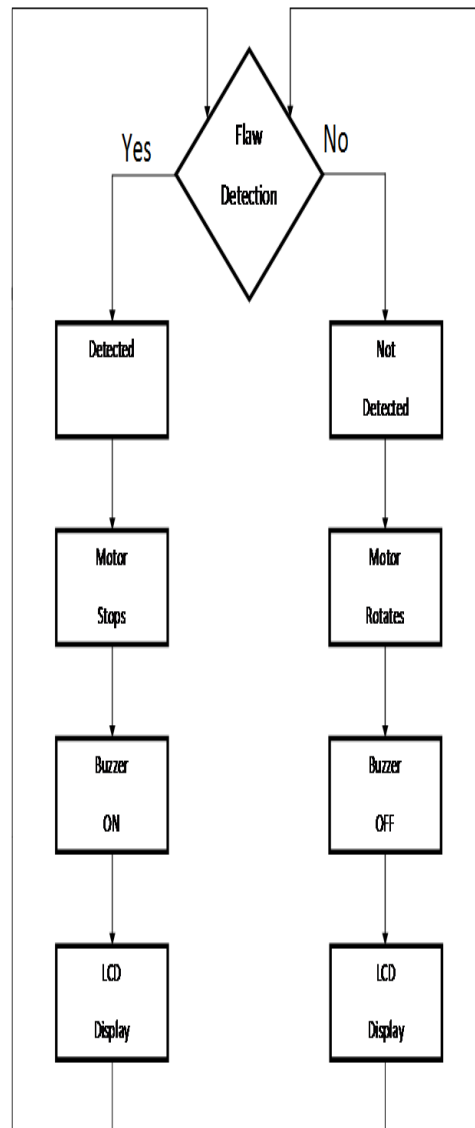 Flaw
Detection
Yes
No
Detected
Not
Detected
Motor
Stops
Motor
Rotates
Buzzer
ON
Buzzer
OFF
LCD
Display
LCD
Display